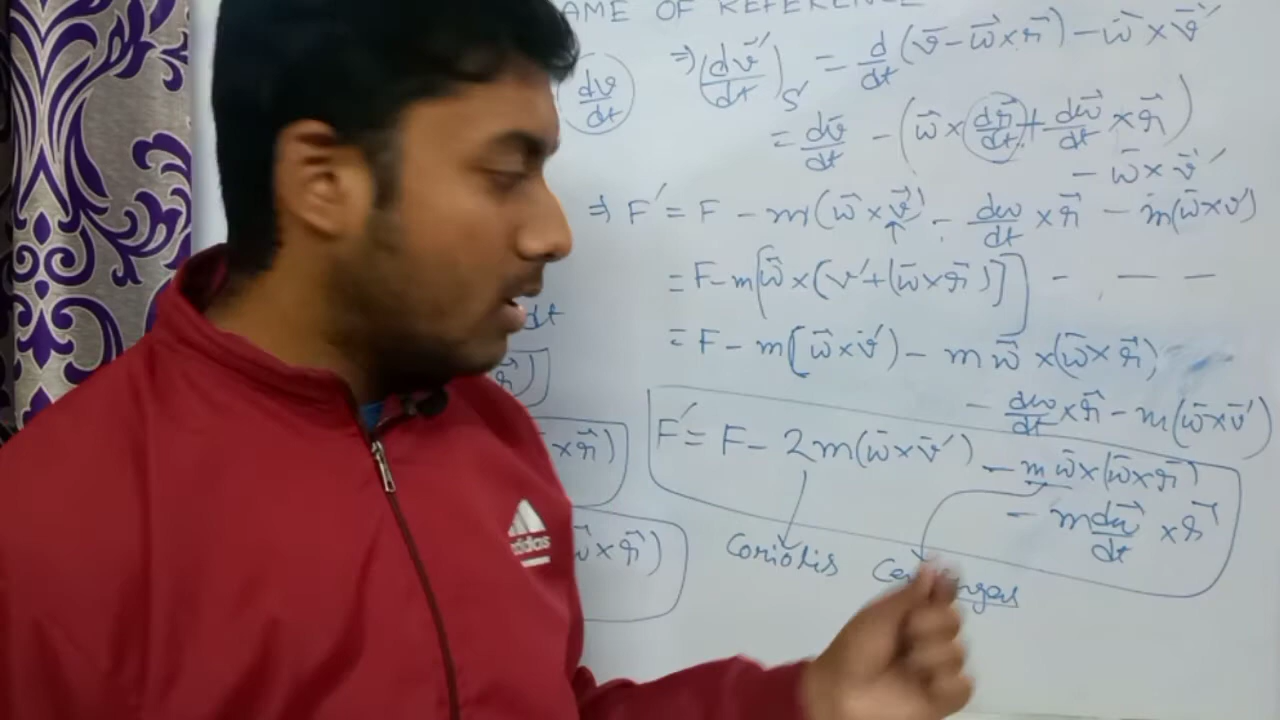 AME OF REFERENCE
dv/dt ⇒ (dv⃗′/dt)S′ = d/dt (v̄ − ω⃗ × r⃗) − ω̄ × v̄′
= dv̄/dt − (ω̄ × (dr⃗/dt) + dω̄/dt × r⃗)
− ω̄ × v̄′
⇒ F′ = F − m(ω̄ × v⃗) − dω/dt × r⃗ − m(ω̄×v′)
= F − m[ω̄ × (v′ + (ω̄ × r̄))] − — — —
= F − m[ω⃗ × v̄′) − m ω⃗ × (ω̄ × r⃗)
dt
− dω/dt × r⃗ − m(ω̄×v̄′)
r⃗)
F′ = F − 2m(ω̄×v̄′) − m ω̄×(ω̄×r⃗)
×r⃗)
− m dω⃗/dt × r⃗
adidas
ω×r⃗)
Coriolis